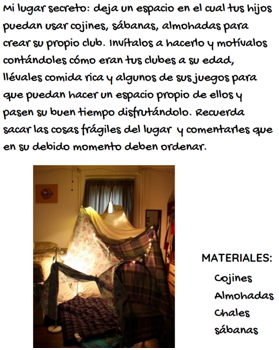 Mi lugar secreto: deja un espacio en el cual tus hijos
puedan usar cojines, sábanas, almohadas para
crear su propio club. Invítalos a hacerlo y motívalos
contándoles cómo eran tus clubes a su edad,
llévales comida rica y algunos de sus juegos para
que puedan hacer un espacio propio de ellos y
pasen su buen tiempo disfrutándolo. Recuerda
sacar las cosas frágiles del lugar y comentarles que
en su debido momento deben ordenar.
MATERIALES:
Cojines
Almohadas
Chales
sábanas